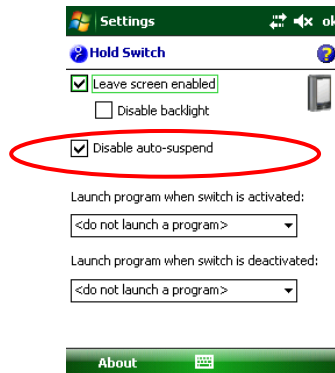 Settings
ok
Hold Switch
Leave screen enabled
Disable backlight
Disable auto-suspend
Launch program when switch is activated:
<do not launch a program>
Launch program when switch is deactivated:
<do not launch a program>
About